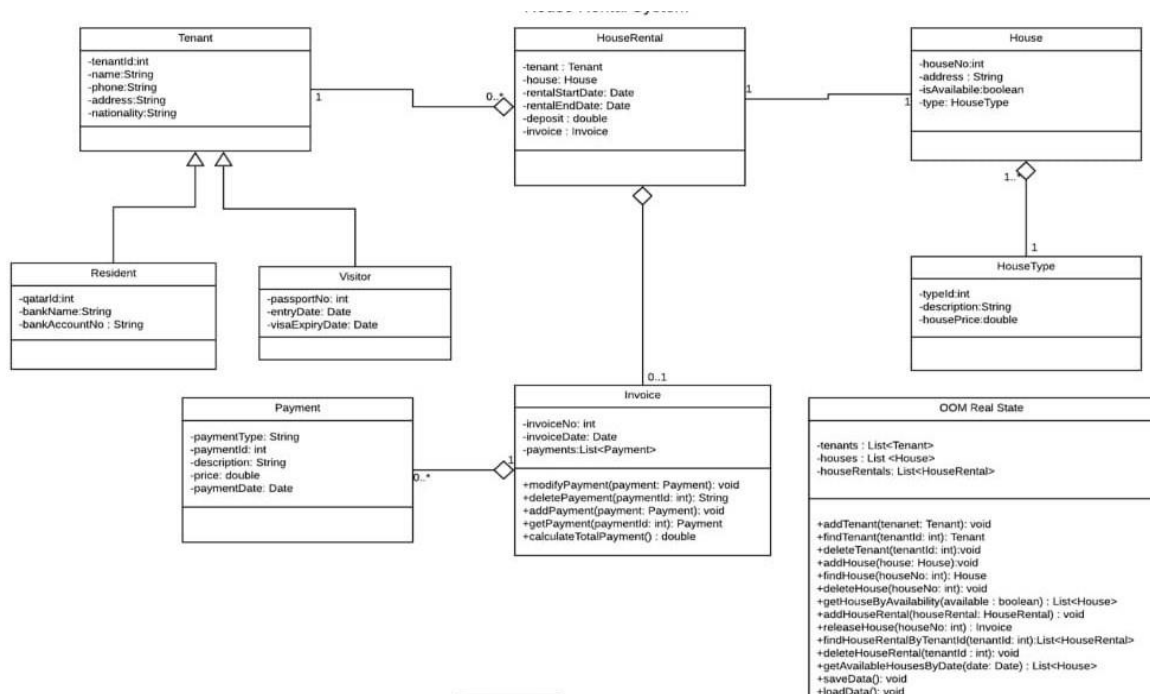 House Rental System
Tenant
-tenantId:int
-name:String
-phone:String
-address:String
-nationality:String
1
0..*
HouseRental
-tenant : Tenant
-house: House
-rentalStartDate: Date
-rentalEndDate: Date
-deposit : double
-invoice : Invoice
1
1
House
-houseNo:int
-address : String
-isAvailabile:boolean
-type: HouseType
1..*
1
Resident
-qatarId:int
-bankName:String
-bankAccountNo : String
Visitor
-passportNo: int
-entryDate: Date
-visaExpiryDate: Date
HouseType
-typeId:int
-description:String
-housePrice:double
0..1
Payment
-paymentType: String
-paymentId: int
-description: String
-price: double
-paymentDate: Date
0..*
1
Invoice
-invoiceNo: int
-invoiceDate: Date
-payments:List<Payment>
+modifyPayment(payment: Payment): void
+deletePayement(paymentId: int): String
+addPayment(payment: Payment): void
+getPayment(paymentId: int): Payment
+calculateTotalPayment() : double
OOM Real State
-tenants : List<Tenant>
-houses : List <House>
-houseRentals: List<HouseRental>
+addTenant(tenanet: Tenant): void
+findTenant(tenantId: int): Tenant
+deleteTenant(tenantId: int):void
+addHouse(house: House):void
+findHouse(houseNo: int): House
+deleteHouse(houseNo: int): void
+getHouseByAvailability(available : boolean) : List<House>
+addHouseRental(houseRental: HouseRental) : void
+releaseHouse(houseNo: int) : Invoice
+findHouseRentalByTenantId(tenantId: int):List<HouseRental>
+deleteHouseRental(tenantId : int): void
+getAvailableHousesByDate(date: Date) : List<House>
+saveData(): void
+loadData(): void